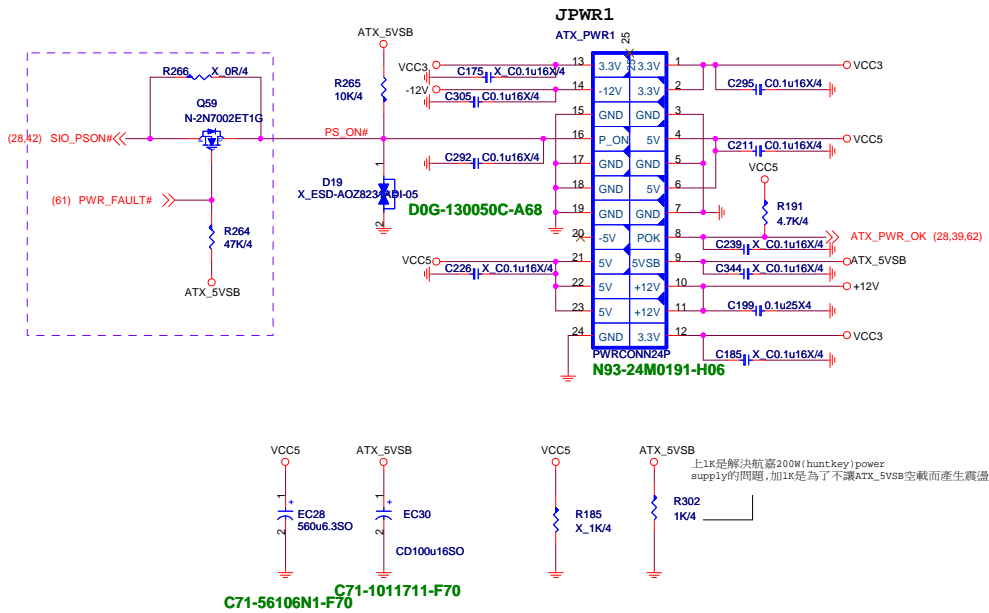 JPWR1
ATX_PWR1
25
25
ATX_5VSB
R266 X_0R/4
Q59
N-2N7002ET1G
(28,42) SIO_PSON#
(61) PWR_FAULT#
R264
47K/4
ATX_5VSB
R265
10K/4
PS_ON#
D19
X_ESD-AOZ8231ADI-05
1
2
D0G-130050C-A68
VCC3
C175 X_C0.1u16X/4
-12V
C305 C0.1u16X/4
C292 C0.1u16X/4
VCC5
C226 X_C0.1u16X/4
13 3.3V 3.3V 1
14 -12V 3.3V 2
15 GND GND 3
16 P_ON 5V 4
17 GND GND 5
18 GND 5V 6
19 GND GND 7
20 -5V POK 8
21 5V 5VSB 9
22 5V +12V 10
23 5V +12V 11
24 GND 3.3V 12
PWRCONN24P
N93-24M0191-H06
VCC3
C295 C0.1u16X/4
VCC5
C211 C0.1u16X/4
VCC5
R191
4.7K/4
ATX_PWR_OK (28,39,62)
C239 X_C0.1u16X/4
ATX_5VSB
C344 X_C0.1u16X/4
+12V
C199 0.1u25X4
VCC3
C185 X_C0.1u16X/4
VCC5
1
+
EC28
560u6.3SO
2
C71-56106N1-F70
ATX_5VSB
1
+
EC30
2
CD100u16SO
C71-1011711-F70
VCC5
R185
X_1K/4
ATX_5VSB
R302
1K/4
上1K是解決航嘉200W(huntkey)power
supply的問題,加1K是為了不讓ATX_5VSB空載而產生震盪